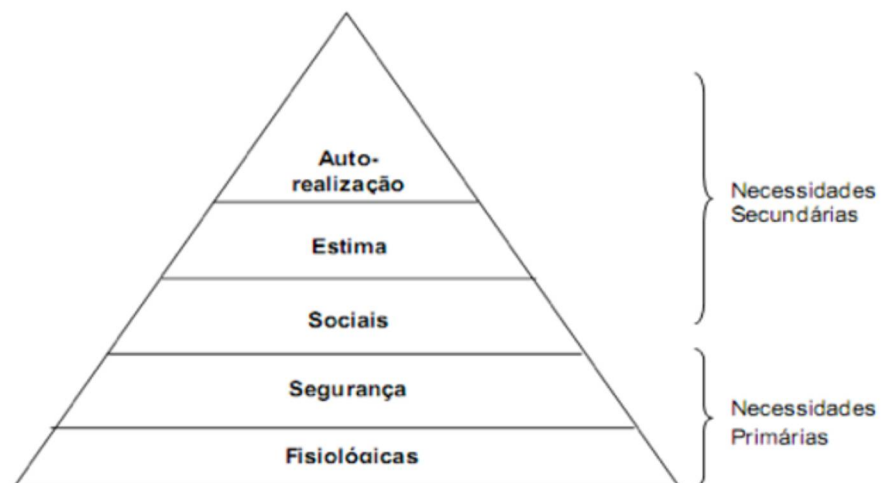 Auto-
realização
Estima
Sociais
Segurança
Fisiológicas
Necessidades
Secundárias
Necessidades
Primárias